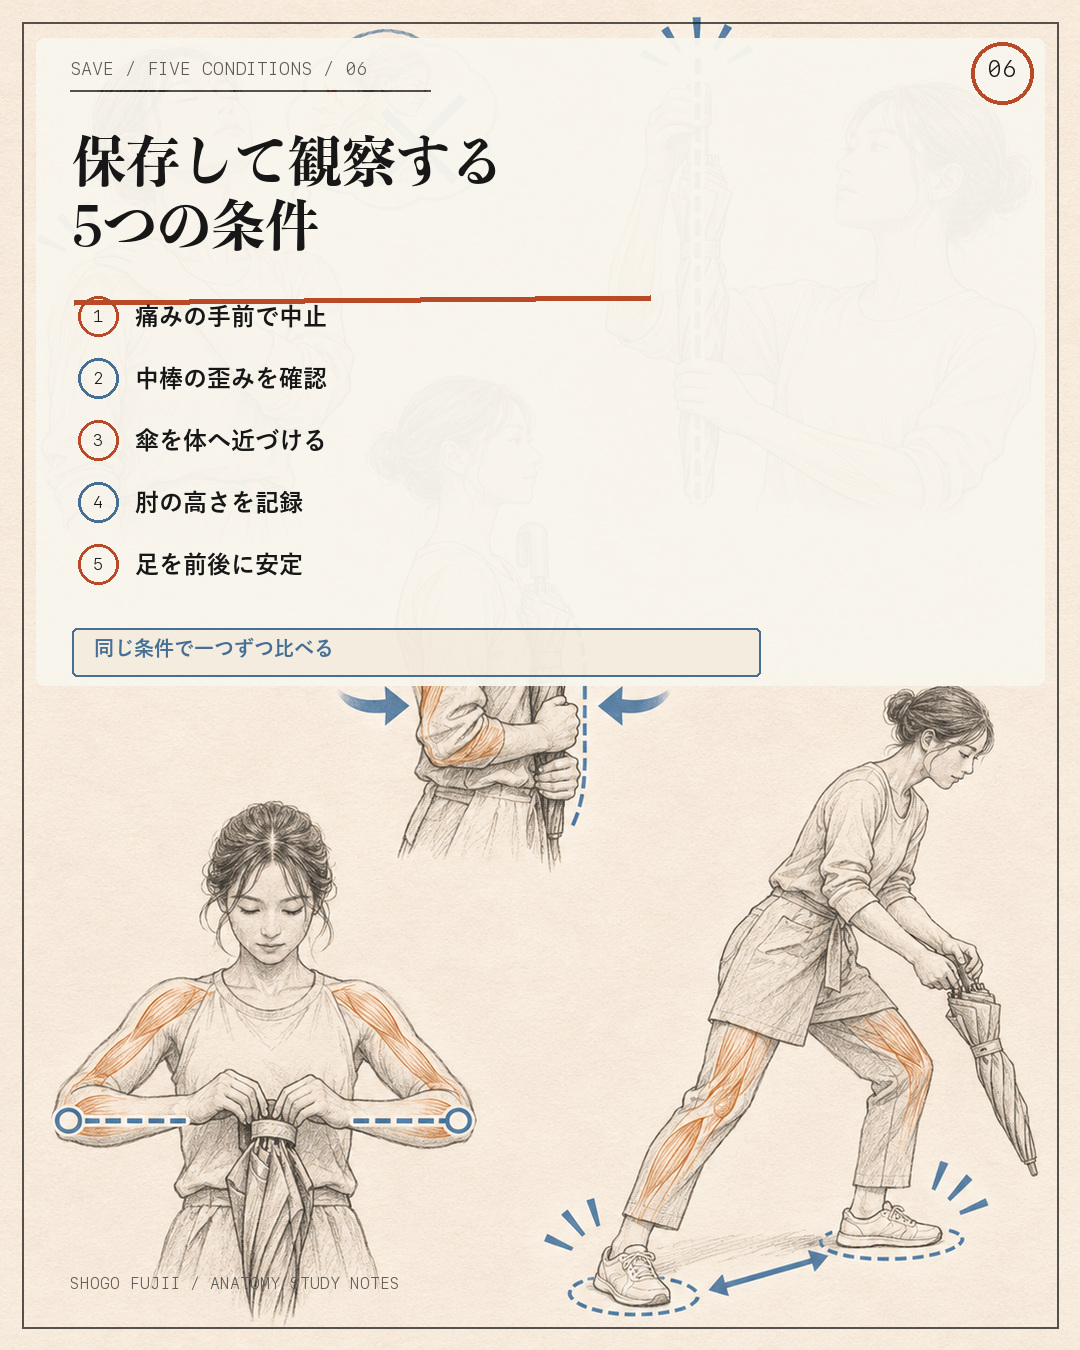 SAVE / FIVE CONDITIONS / 06
06
保存して観察する
5つの条件
1 痛みの手前で中止
2 中棒の歪みを確認
3 傘を体へ近づける
4 肘の高さを記録
5 足を前後に安定
同じ条件で一つずつ比べる
SHOGO FUJII / ANATOMY STUDY NOTES